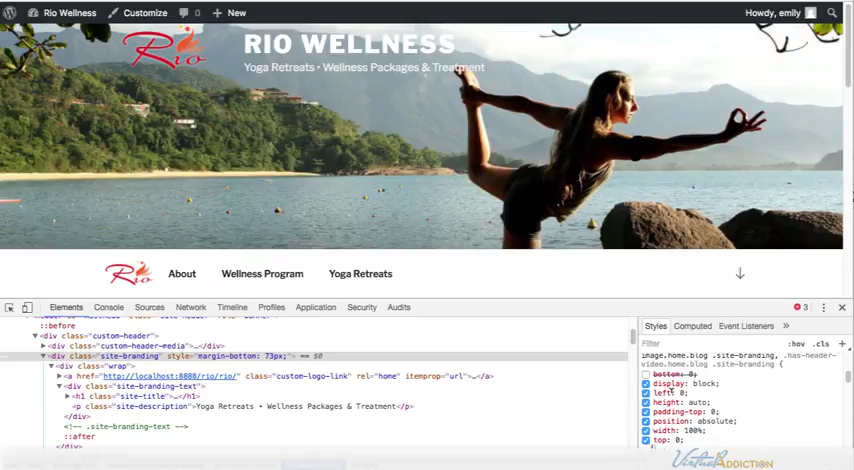 Rio Wellness Customize 0 New Howdy, emily
Rio RIO WELLNESS
Yoga Retreats • Wellness Packages & Treatment
Rio About Wellness Program Yoga Retreats
Elements Console Sources Network Timeline Profiles Application Security Audits 3
::before
<div class="custom-header">
<div class="custom-header-media">…</div>
<div class="site-branding" style="margin-bottom: 73px;"> == $0
<div class="wrap">
<a href="http://localhost:8888/rio/rio/" class="custom-logo-link" rel="home" itemprop="url">…</a>
<div class="site-branding-text">
<h1 class="site-title">…</h1>
<p class="site-description">Yoga Retreats • Wellness Packages & Treatment</p>
</div>
<!-- .site-branding-text -->
::after
</div>
Styles Computed Event Listeners »
Filter :hov .cls +
image.home.blog .site-branding, .has-header-
video.home.blog .site-branding {
bottom: 0;
display: block;
left: 0;
height: auto;
padding-top: 0;
position: absolute;
width: 100%;
top: 0;
VirtuAL ADDICTION